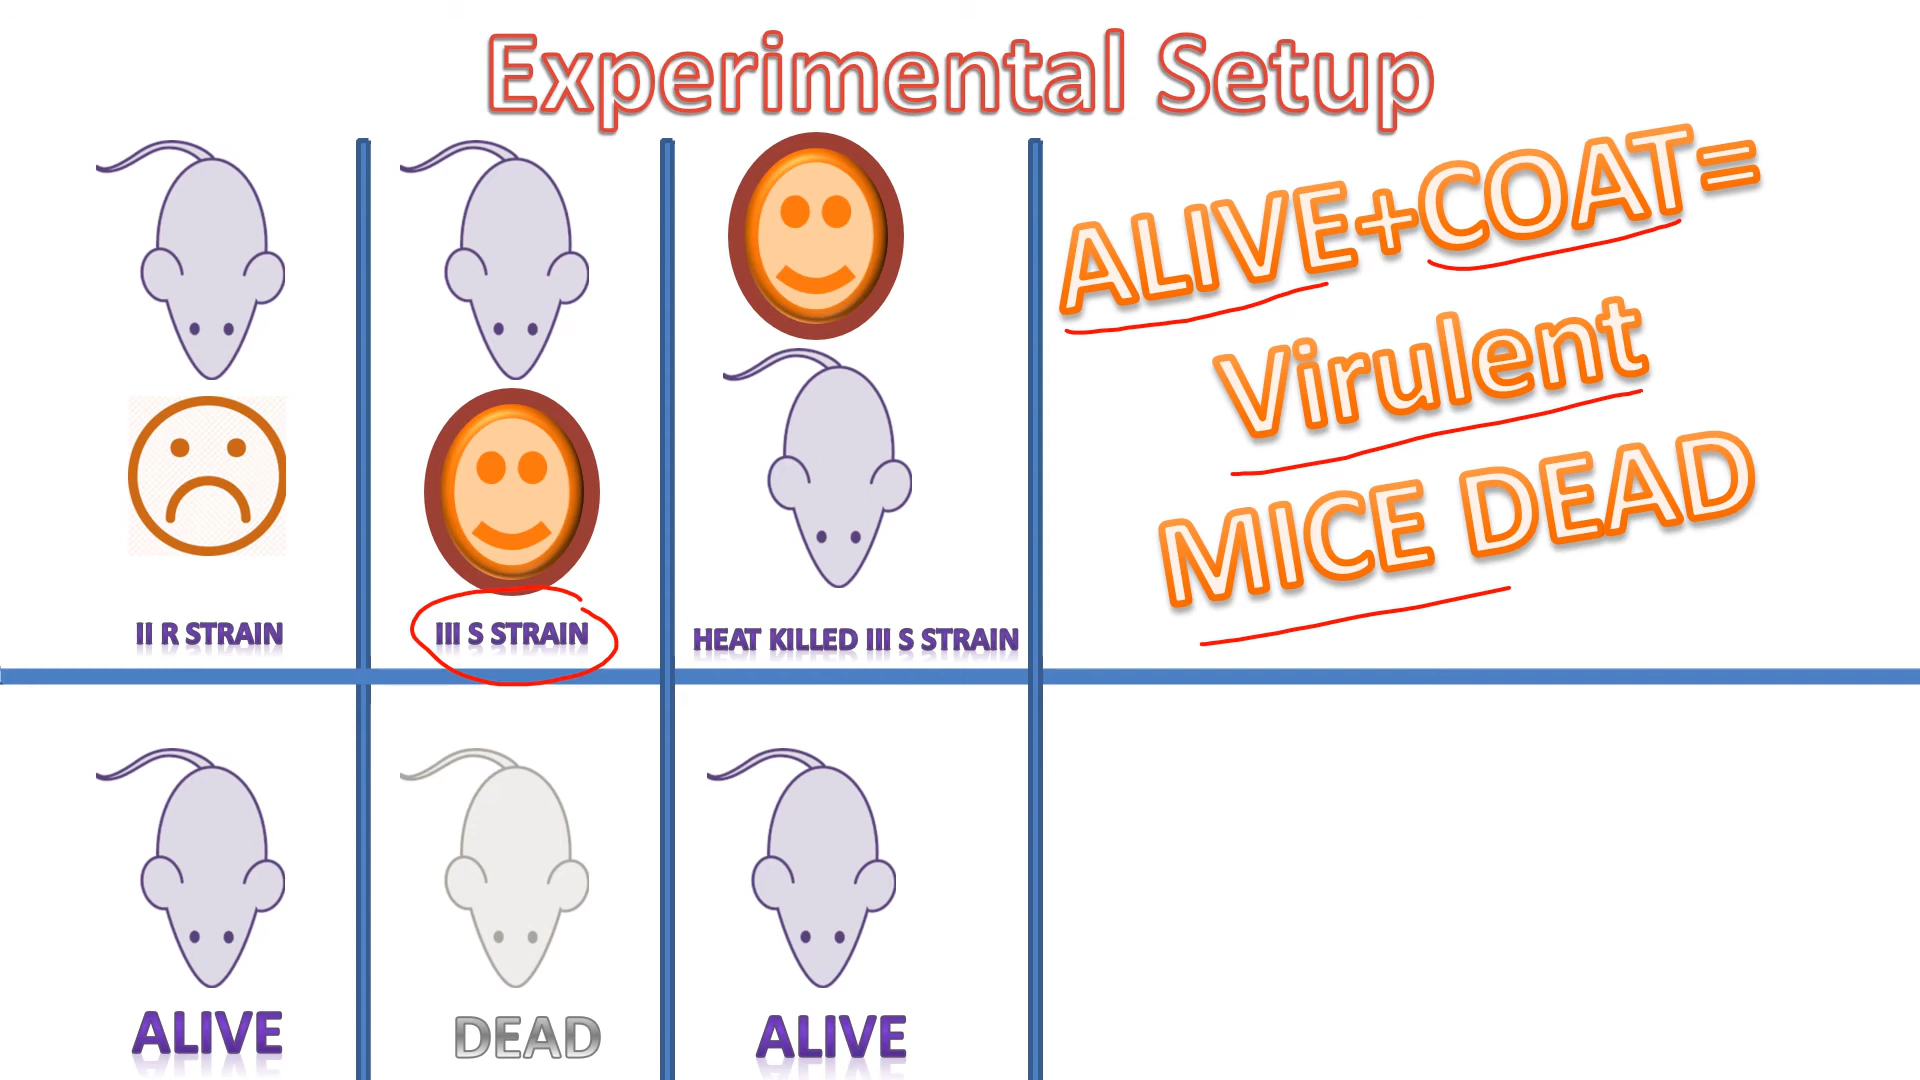 Experimental Setup
ALIVE+COAT=
Virulent
MICE DEAD
II R STRAIN
III S STRAIN
HEAT KILLED III S STRAIN
ALIVE
DEAD
ALIVE